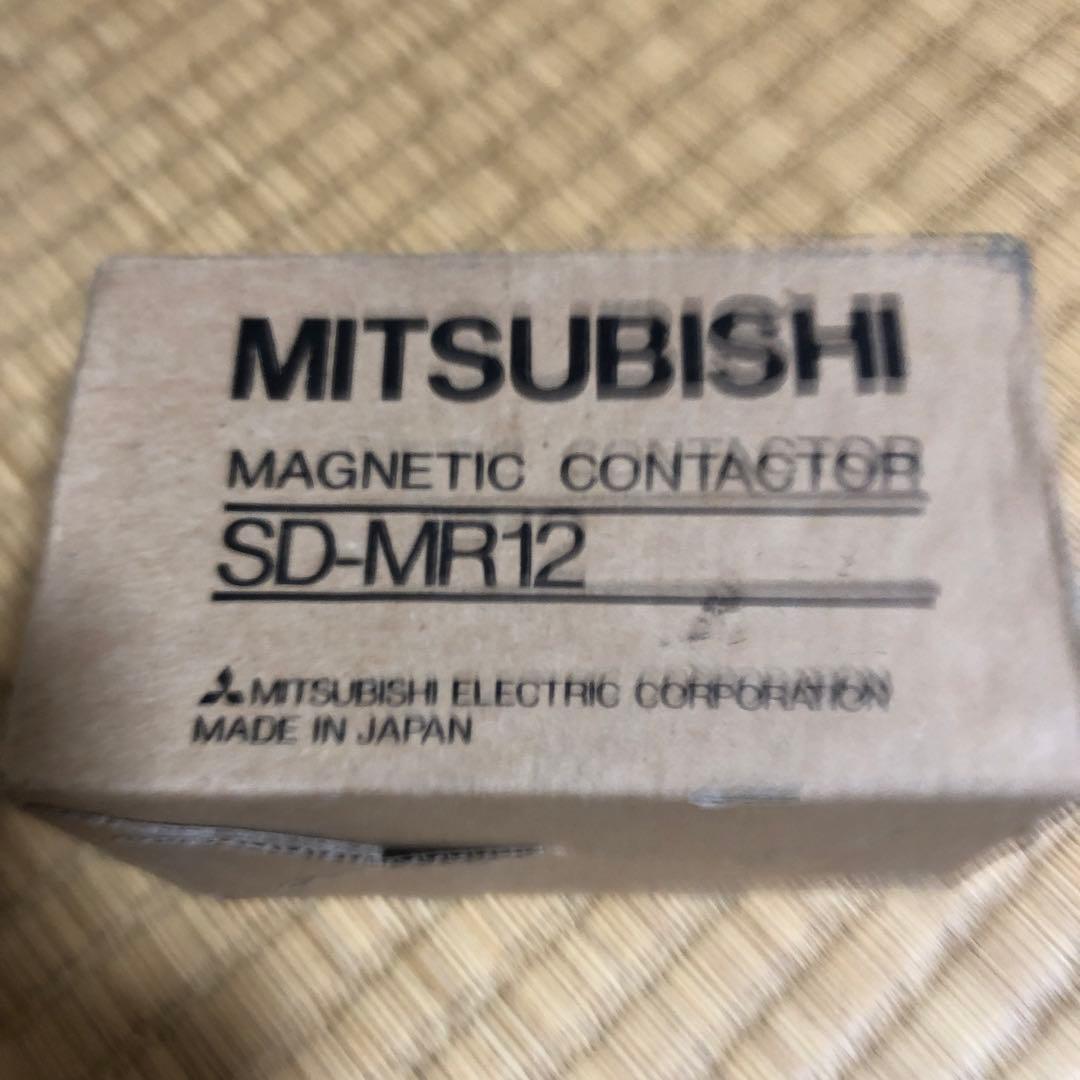 MITSUBISHI
MAGNETIC CONTACTOR
SD-MR12
MITSUBISHI ELECTRIC CORPORATION
MADE IN JAPAN